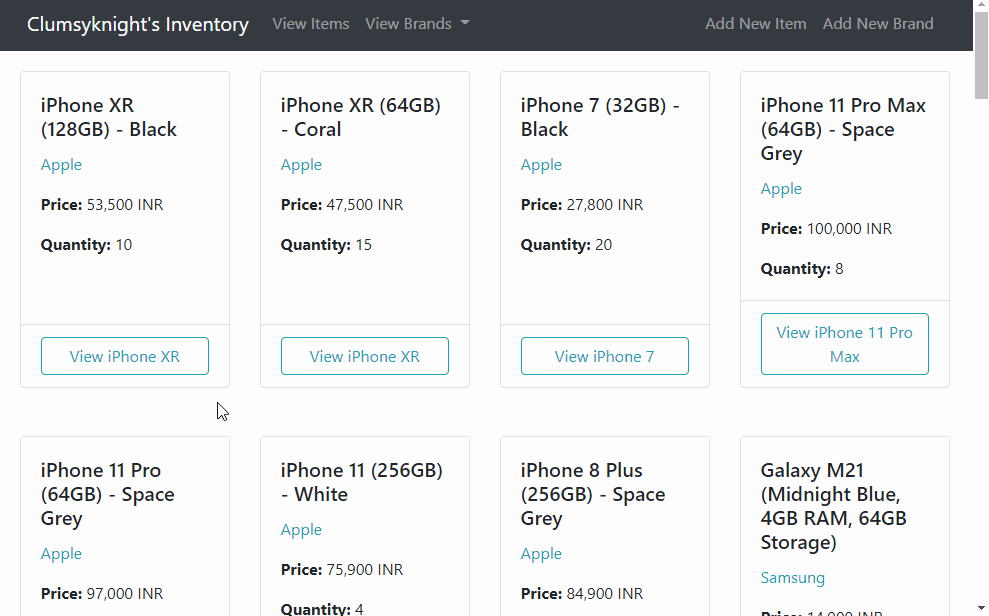 Clumsyknight's Inventory View Items View Brands Add New Item Add New Brand
iPhone XR
(128GB) - Black
Apple
Price: 53,500 INR
Quantity: 10
View iPhone XR
iPhone XR (64GB)
- Coral
Apple
Price: 47,500 INR
Quantity: 15
View iPhone XR
iPhone 7 (32GB) -
Black
Apple
Price: 27,800 INR
Quantity: 20
View iPhone 7
iPhone 11 Pro Max
(64GB) - Space
Grey
Apple
Price: 100,000 INR
Quantity: 8
View iPhone 11 Pro
Max
iPhone 11 Pro
(64GB) - Space
Grey
Apple
Price: 97,000 INR
iPhone 11 (256GB)
- White
Apple
Price: 75,900 INR
Quantity: 4
iPhone 8 Plus
(256GB) - Space
Grey
Apple
Price: 84,900 INR
Galaxy M21
(Midnight Blue,
4GB RAM, 64GB
Storage)
Samsung
Price: 14,000 INR